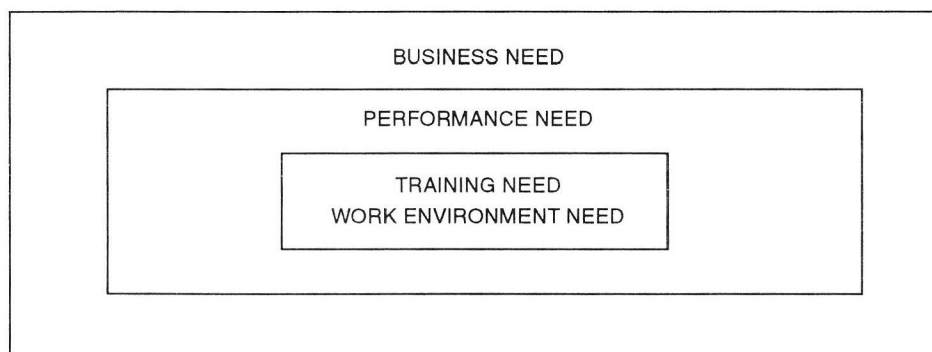 BUSINESS NEED
PERFORMANCE NEED
TRAINING NEED
WORK ENVIRONMENT NEED